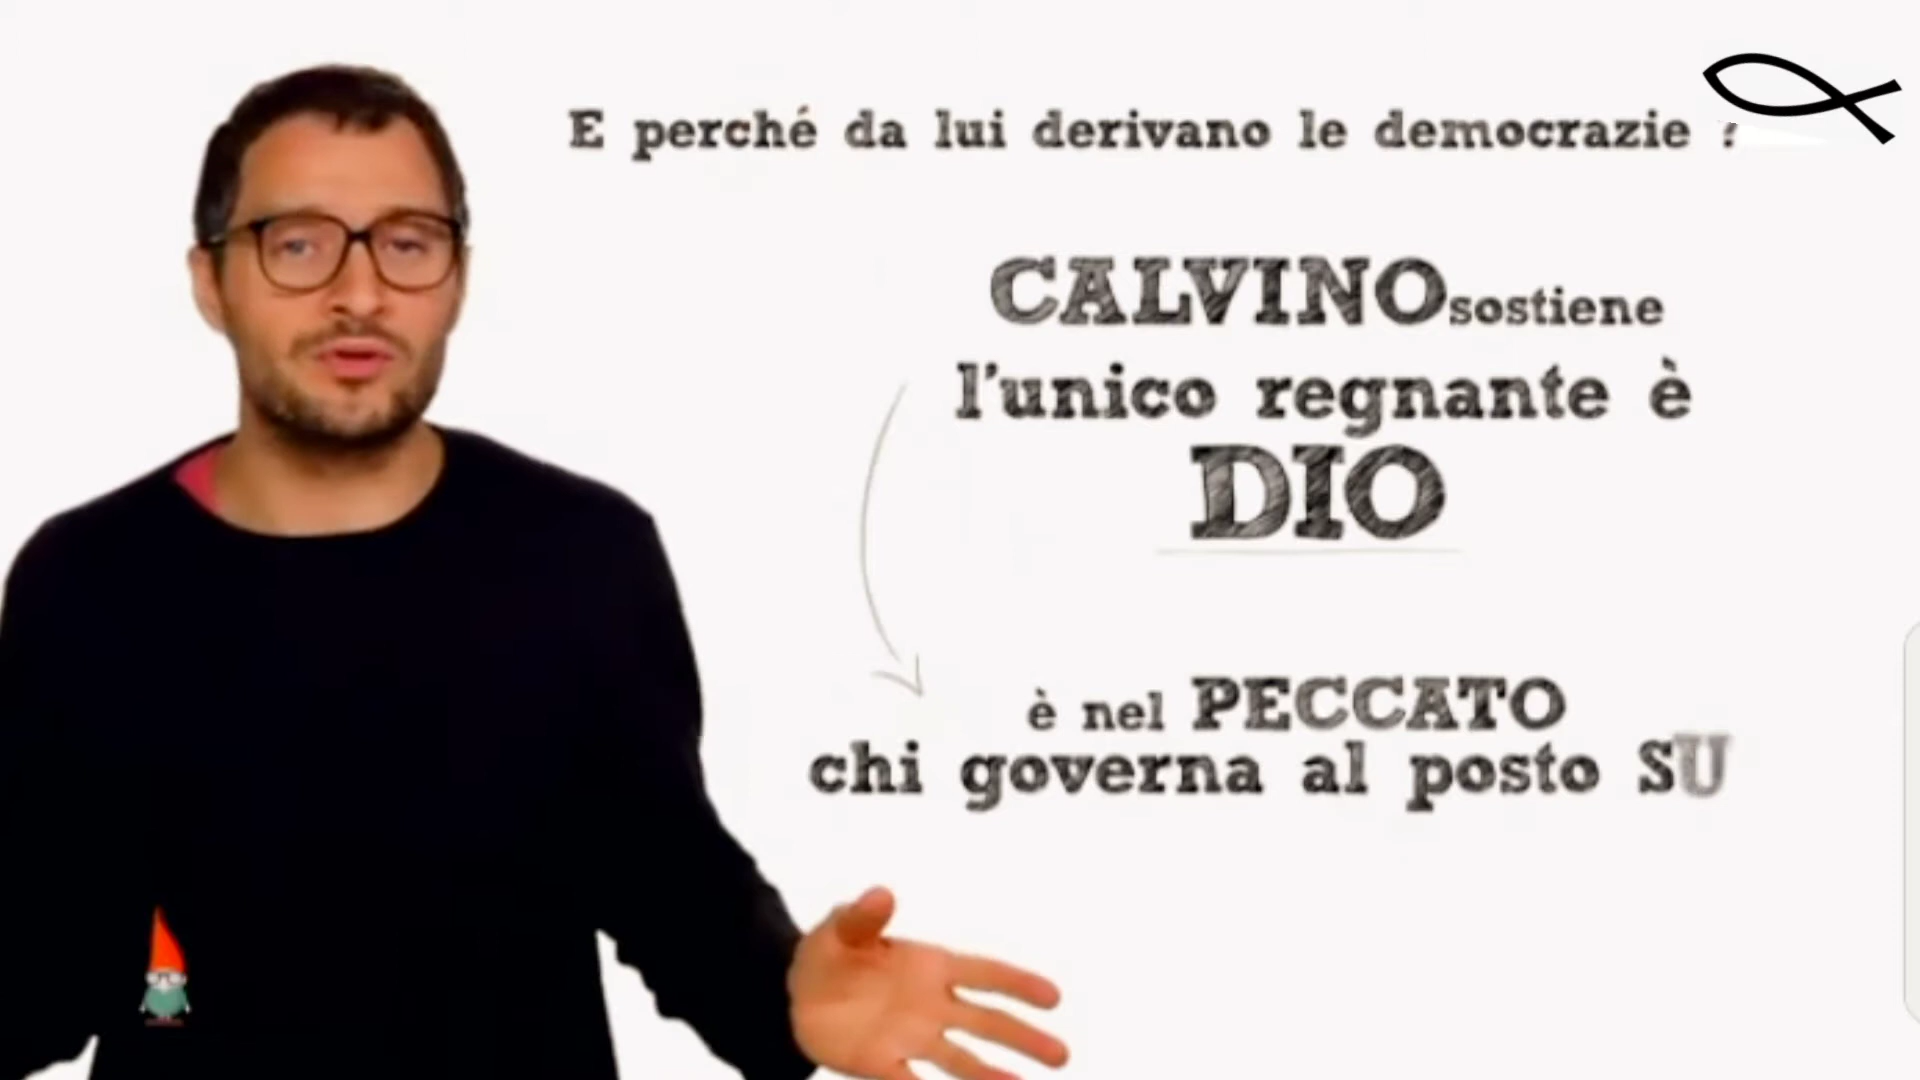 E perché da lui derivano le democrazie ?
CALVINO sostiene
l'unico regnante è
DIO
è nel PECCATO
chi governa al posto SU